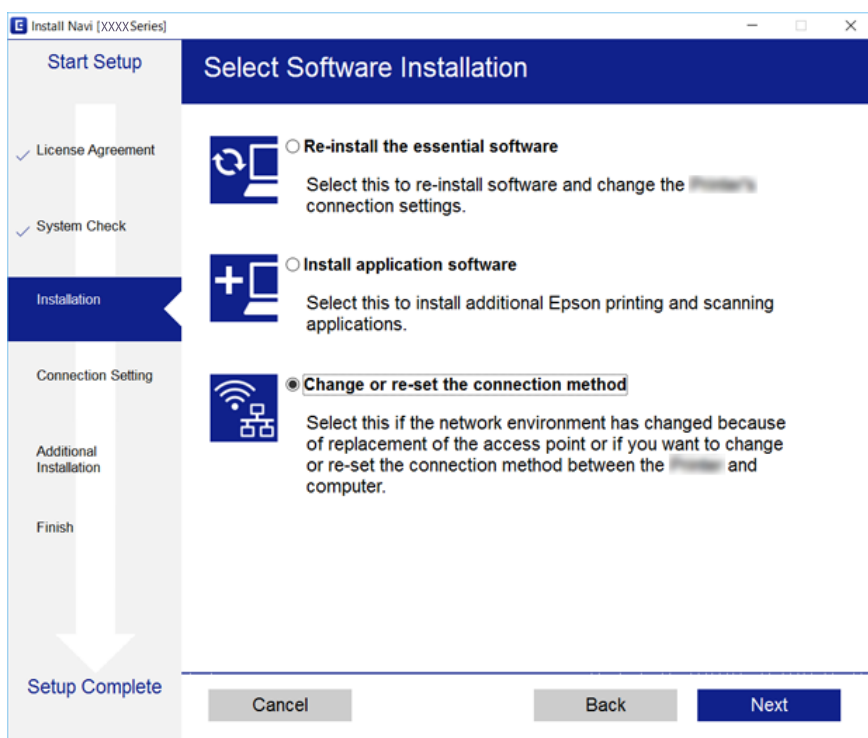 Install Navi [XXXX Series]
Start Setup
License Agreement
System Check
Installation
Connection Setting
Additional
Installation
Finish
Setup Complete
Select Software Installation
Re-install the essential software
Select this to re-install software and change the
connection settings.
Install application software
Select this to install additional Epson printing and scanning
applications.
Change or re-set the connection method
Select this if the network environment has changed because
of replacement of the access point or if you want to change
or re-set the connection method between the and
computer.
Cancel
Back
Next